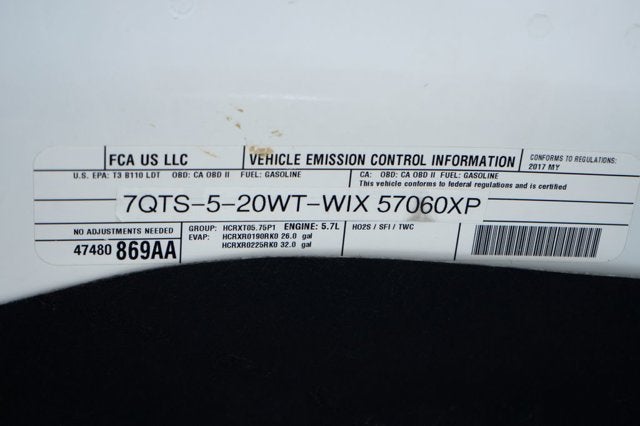 FCA US LLC
VEHICLE EMISSION CONTROL INFORMATION
CONFORMS TO REGULATIONS:
2017 MY
U.S. EPA: T3 B110 LDT OBD: CA OBD II FUEL: GASOLINE
CA: OBD: CA OBD II FUEL: GASOLINE
This vehicle conforms to federal regulations and is certified
7QTS-5-20WT-WIX 57060XP
NO ADJUSTMENTS NEEDED
47480 869AA
GROUP: HCRXT05.75P1 ENGINE: 5.7L
EVAP: HCRXR0190RK0 26.0 gal
HCRXR0225RK0 32.0 gal
HO2S / SFI / TWC